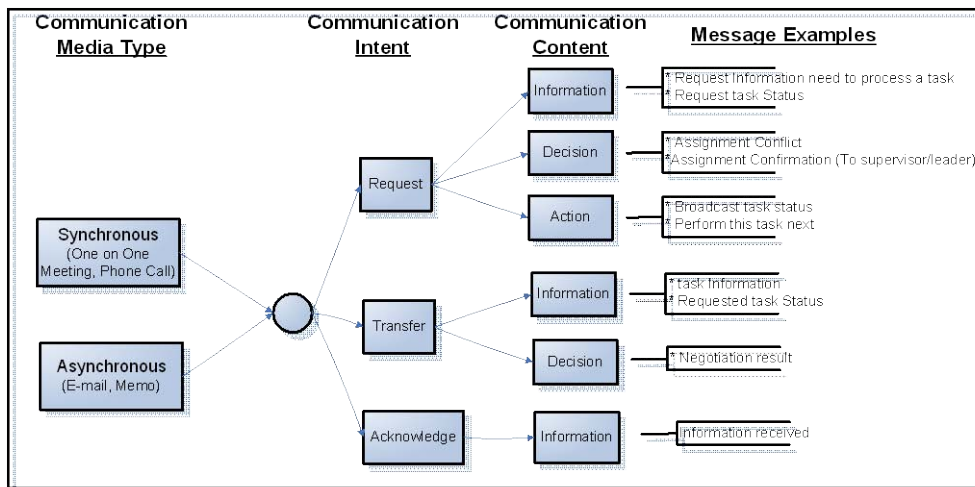 Communication
Media Type
Communication
Intent
Communication
Content
Message Examples
Synchronous
(One on One
Meeting, Phone Call)
Asynchronous
(E-mail, Memo)
Request
Transfer
Acknowledge
Information
* Request Information need to process a task
* Request task Status
Decision
* Assignment Conflict
*Assignment Confirmation (To supervisor/leader)
Action
* Broadcast task status
* Perform this task next
Information
* task Information
* Requested task Status
Decision
* Negotiation result
Information
Information received